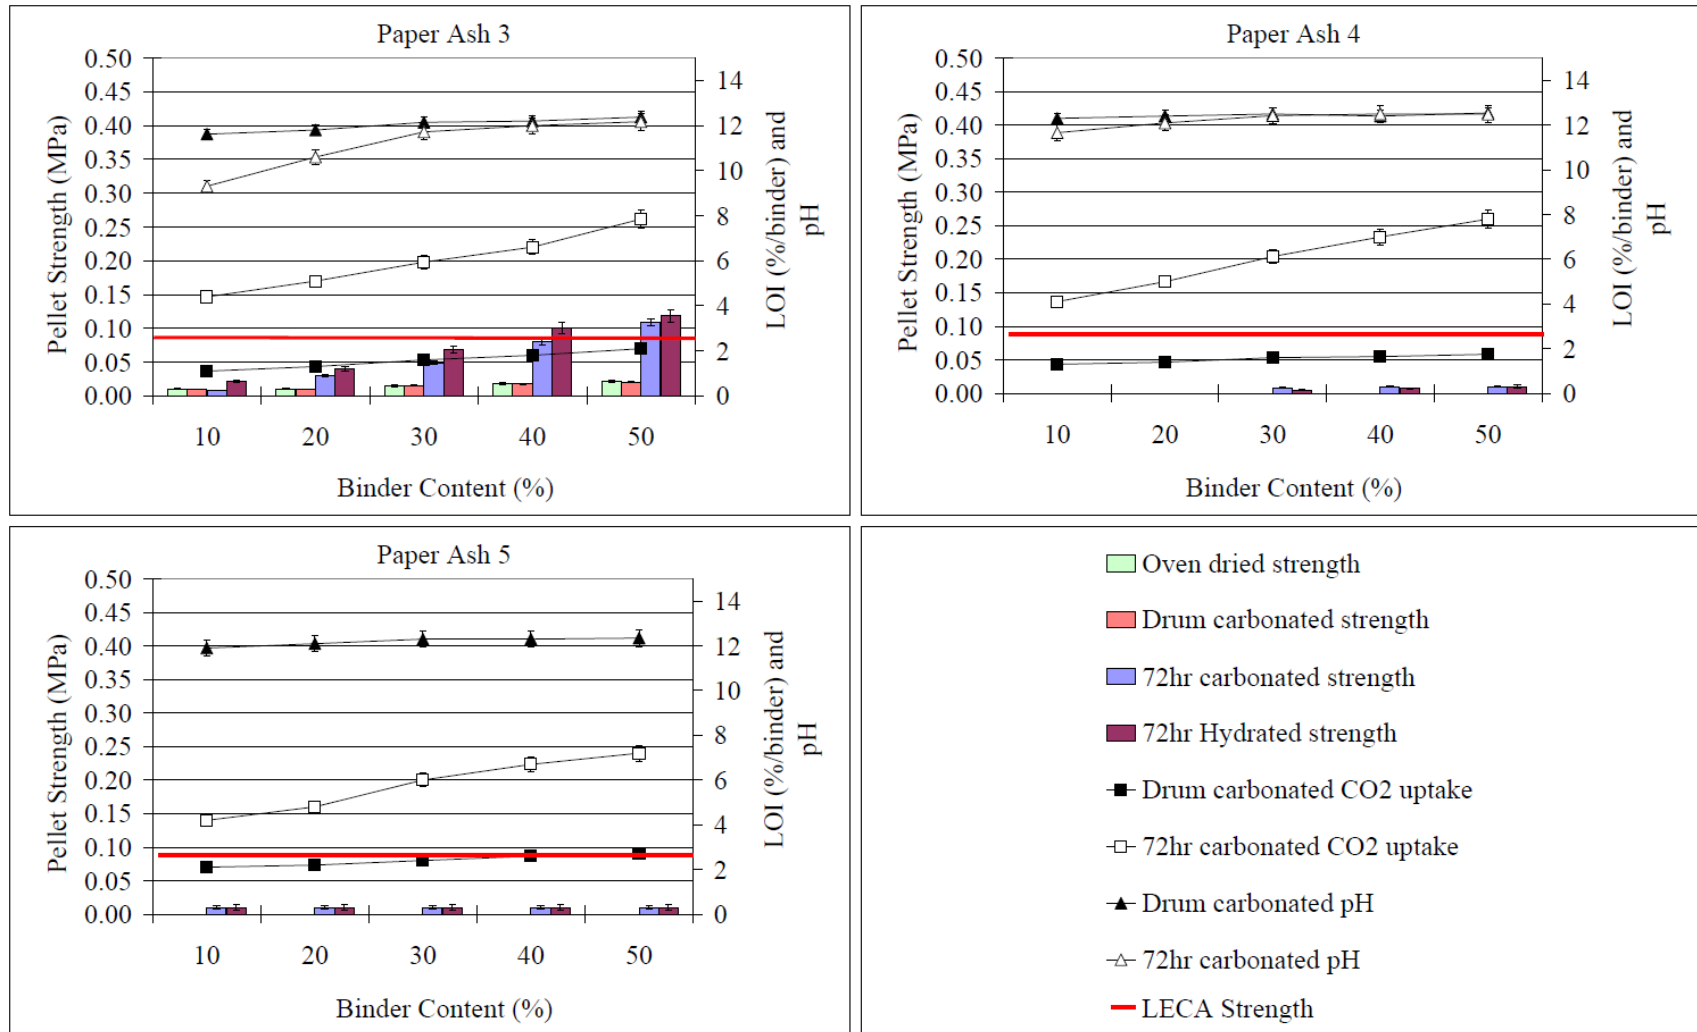 Paper Ash 3
0.50
0.45
0.40
0.35
0.30
0.25
0.20
0.15
0.10
0.05
0.00
Pellet Strength (MPa)
14
12
10
8
6
4
2
0
LOI (%/binder) and
pH
10 20 30 40 50
Binder Content (%)
Paper Ash 4
0.50
0.45
0.40
0.35
0.30
0.25
0.20
0.15
0.10
0.05
0.00
Pellet Strength (MPa)
14
12
10
8
6
4
2
0
LOI (%/binder) and
pH
10 20 30 40 50
Binder Content (%)
Paper Ash 5
0.50
0.45
0.40
0.35
0.30
0.25
0.20
0.15
0.10
0.05
0.00
Pellet Strength (MPa)
14
12
10
8
6
4
2
0
LOI (%/binder) and
pH
10 20 30 40 50
Binder Content (%)
Oven dried strength
Drum carbonated strength
72hr carbonated strength
72hr Hydrated strength
Drum carbonated CO2 uptake
72hr carbonated CO2 uptake
Drum carbonated pH
72hr carbonated pH
LECA Strength